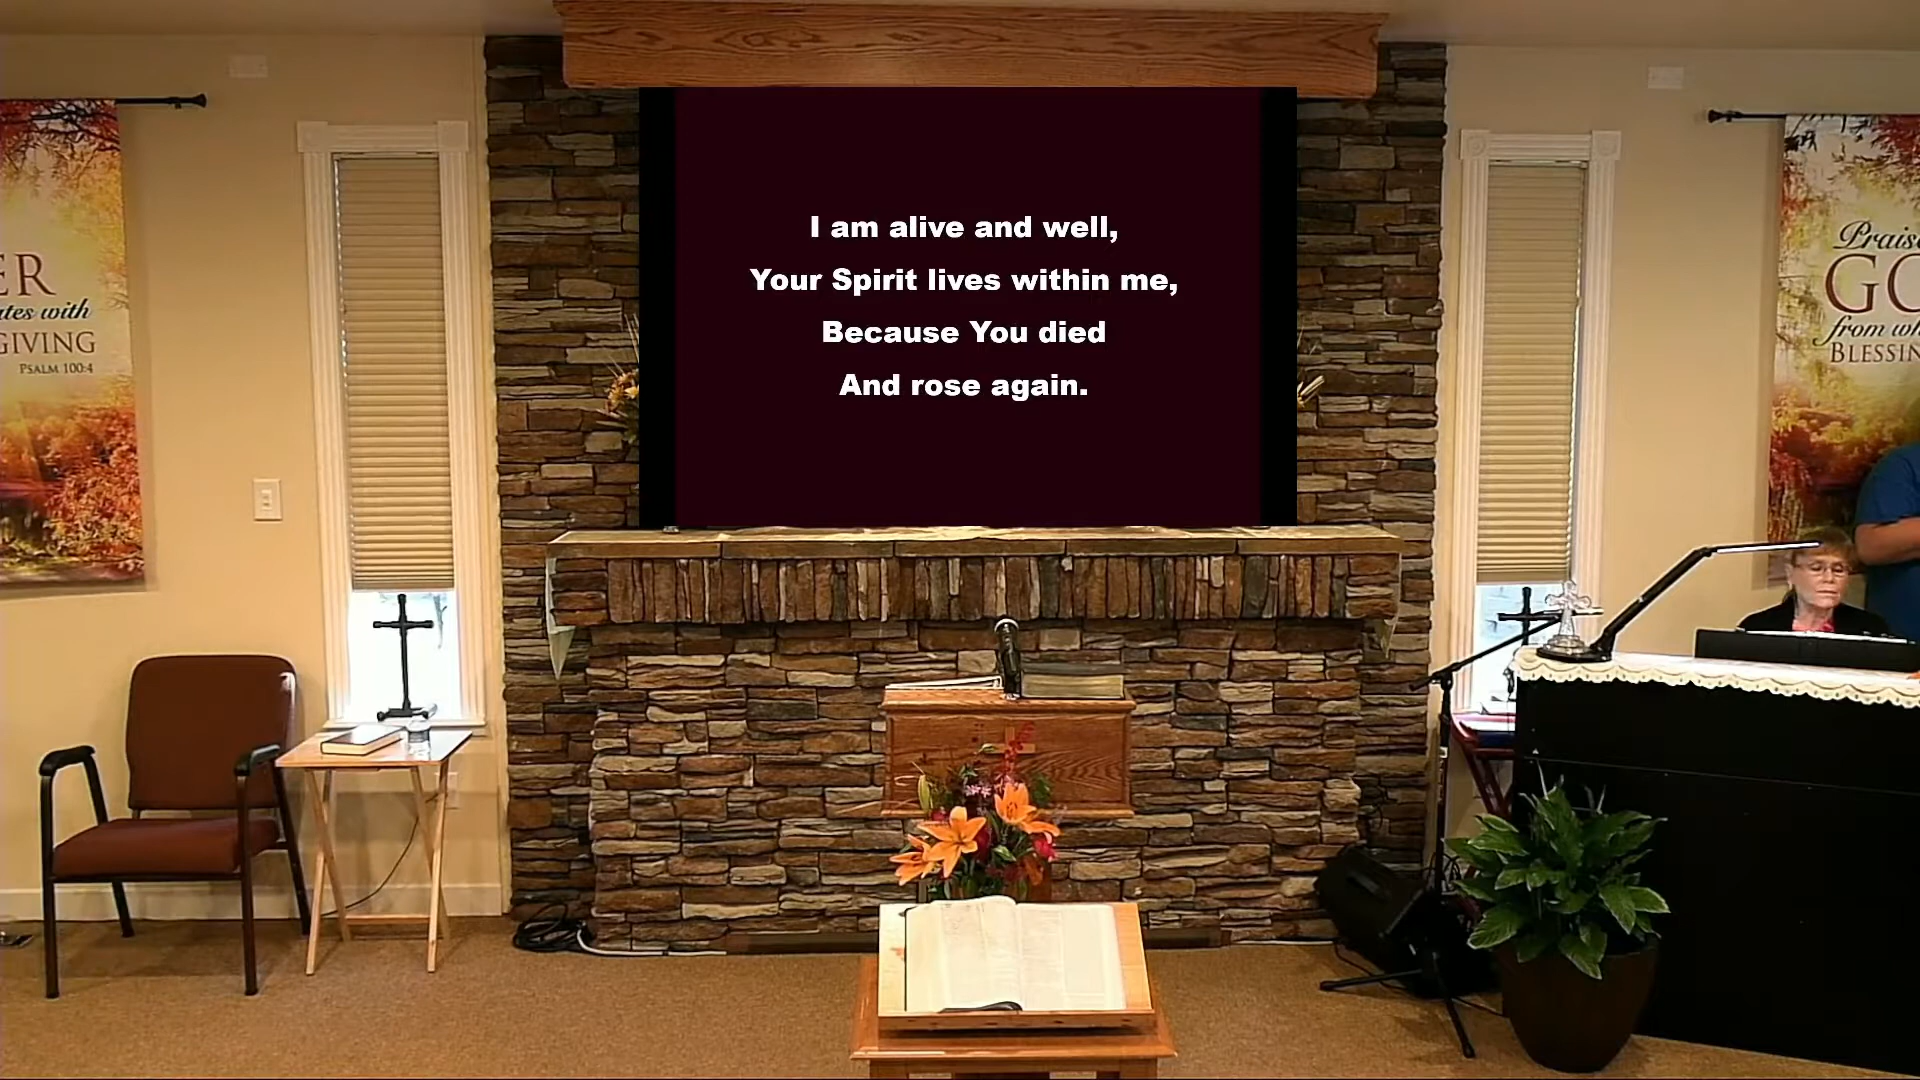 ER
ates with
GIVING
PSALM 100:4
I am alive and well,
Your Spirit lives within me,
Because You died
And rose again.
Prais
GO
from wh
BLESSIN